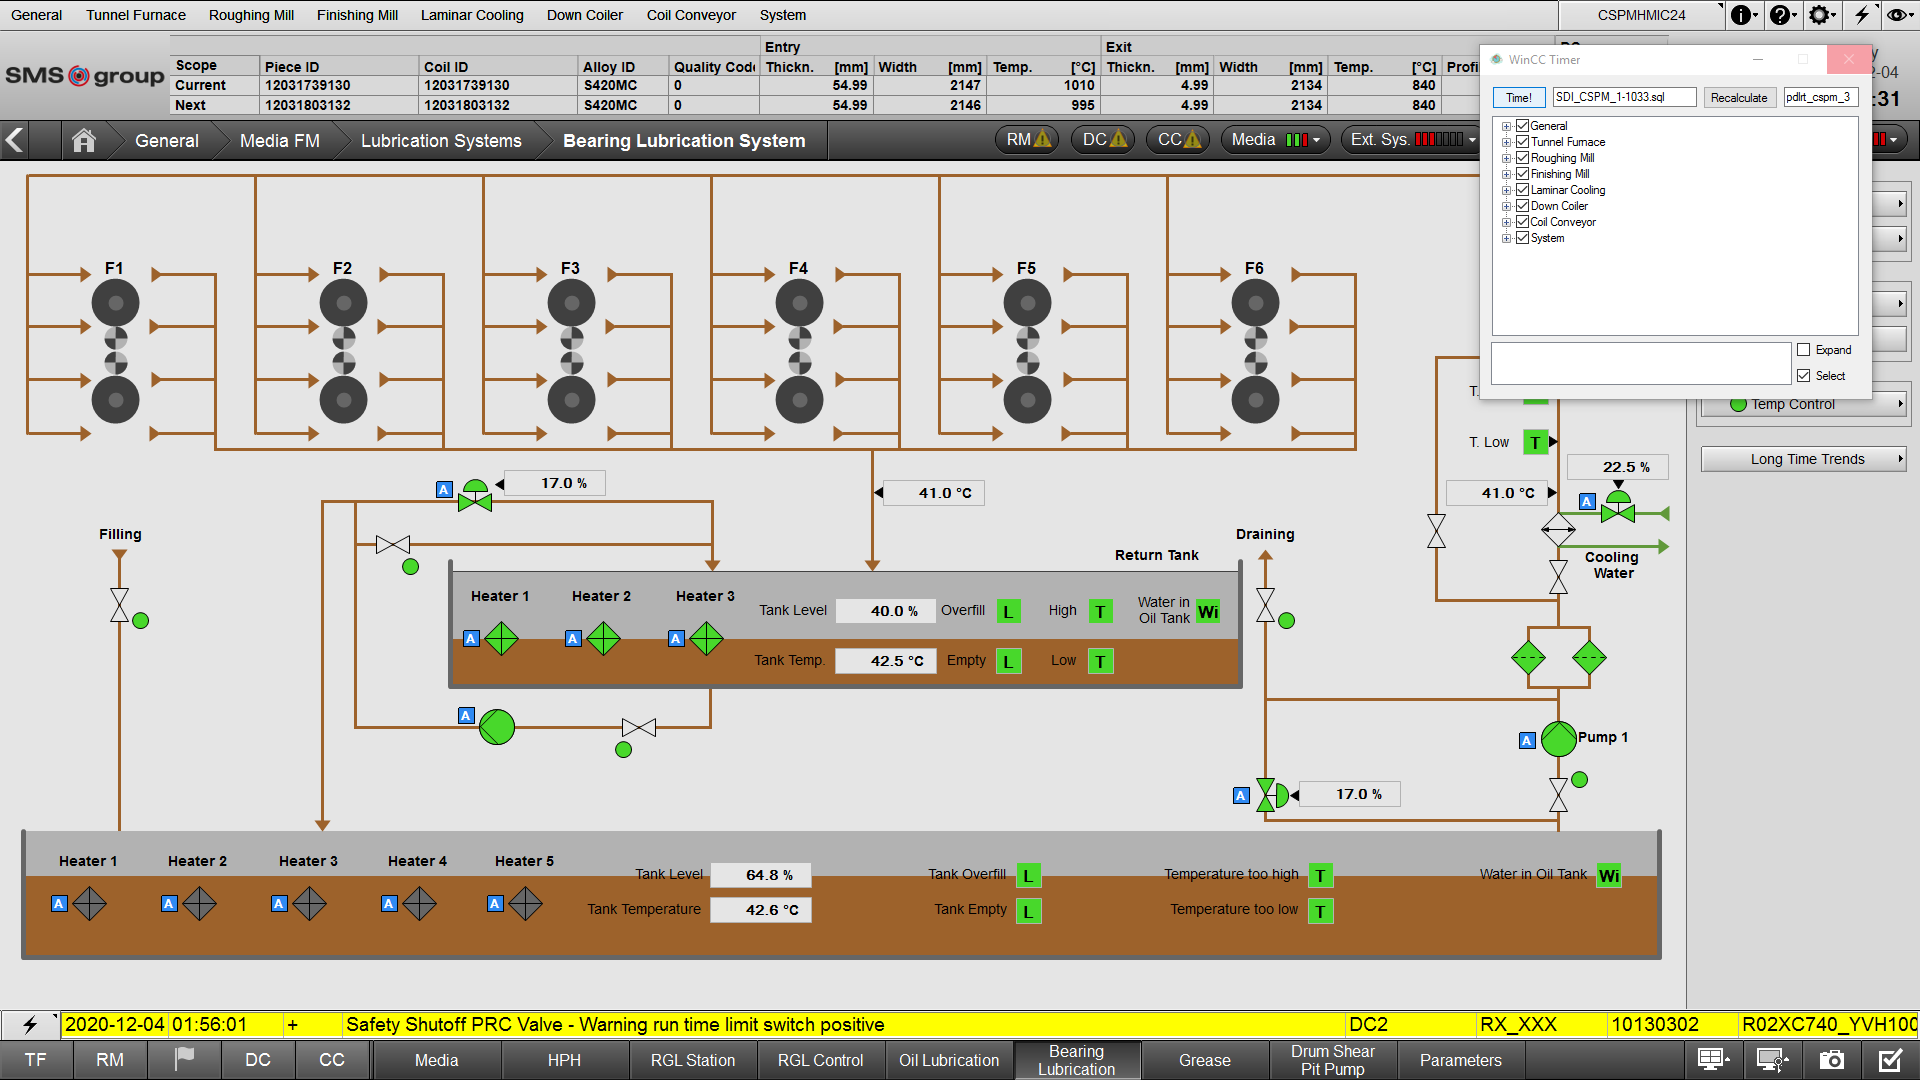 General Tunnel Furnace Roughing Mill Finishing Mill Laminar Cooling Down Coiler Coil Conveyor System CSPMHMIC24
Entry Exit
Scope Piece ID Coil ID Alloy ID Quality Code Thickn. [mm] Width [mm] Temp. [°C] Thickn. [mm] Width [mm] Temp. [°C] Profi
Current 12031739130 12031739130 S420MC 0 54.99 2147 1010 4.99 2134 840
Next 12031803132 12031803132 S420MC 0 54.99 2146 995 4.99 2134 840
SMS group
-04
:31
WinCC Timer
Time! SDI_CSPM_1-1033.sql Recalculate pdlrt_cspm_3
General
Tunnel Furnace
Roughing Mill
Finishing Mill
Laminar Cooling
Down Coiler
Coil Conveyor
System
Expand
Select
General Media FM Lubrication Systems Bearing Lubrication System RM DC CC Media Ext. Sys.
F1 F2 F3 F4 F5 F6
T.
Temp Control
T. Low T
Long Time Trends
A 17.0 %
41.0 °C
41.0 °C
22.5 %
A
Filling
Draining
Return Tank
Cooling
Water
Heater 1 Heater 2 Heater 3
A A A
Tank Level 40.0 % Overfill L High T Water in
Oil Tank Wi
Tank Temp. 42.5 °C Empty L Low T
A
A Pump 1
A 17.0 %
Heater 1 Heater 2 Heater 3 Heater 4 Heater 5
A A A A A
Tank Level 64.8 % Tank Overfill L Temperature too high T Water in Oil Tank Wi
Tank Temperature 42.6 °C Tank Empty L Temperature too low T
2020-12-04 01:56:01 + Safety Shutoff PRC Valve - Warning run time limit switch positive DC2 RX_XXX 10130302 R02XC740_YVH100
TF RM DC CC Media HPH RGL Station RGL Control Oil Lubrication Bearing
Lubrication Grease Drum Shear
Pit Pump Parameters